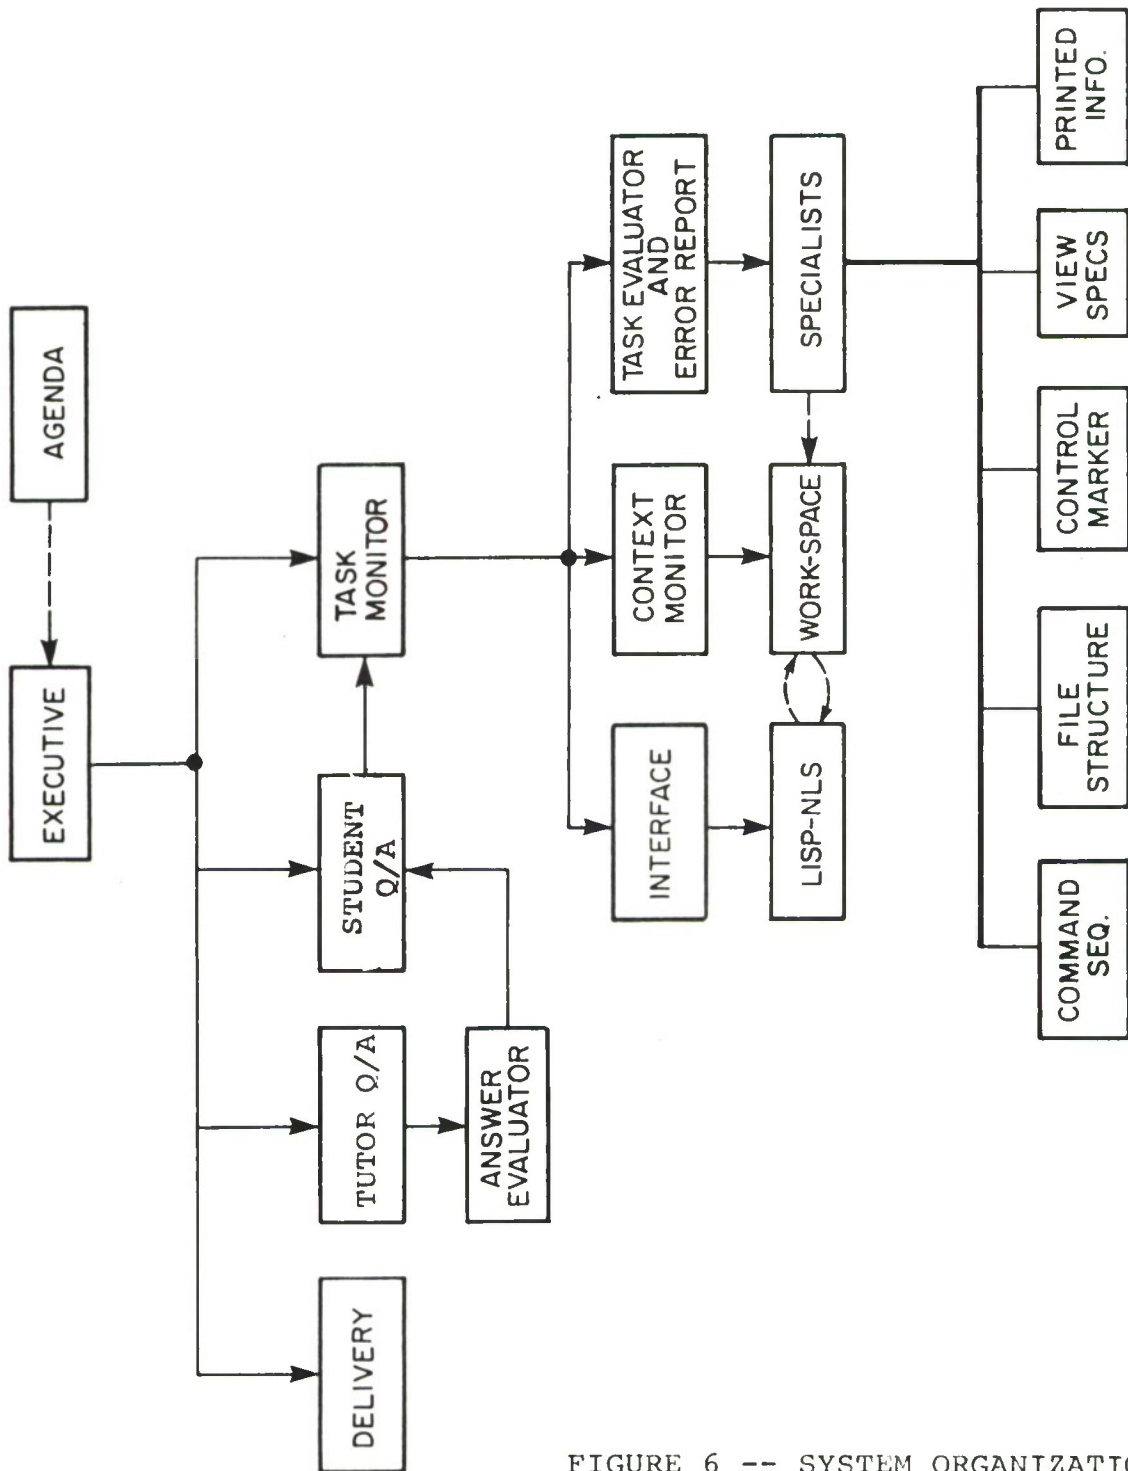 AGENDA
EXECUTIVE
DELIVERY
TUTOR Q/A
STUDENT
Q/A
TASK
MONITOR
ANSWER
EVALUATOR
INTERFACE
CONTEXT
MONITOR
TASK EVALUATOR
AND
ERROR REPORT
LISP-NLS
WORK-SPACE
SPECIALISTS
COMMAND
SEQ.
FILE
STRUCTURE
CONTROL
MARKER
VIEW
SPECS
PRINTED
INFO.
FIGURE 6 -- SYSTEM ORGANIZATIO